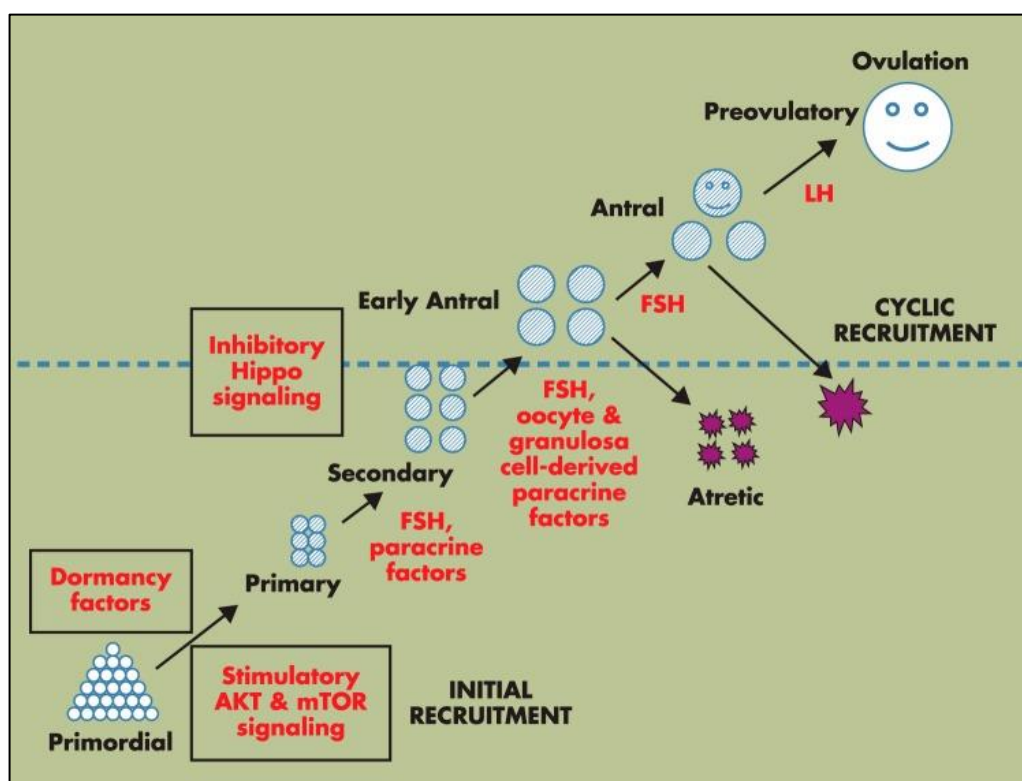 Ovulation
Preovulatory
LH
Antral
FSH
Early Antral
CYCLIC
RECRUITMENT
Inhibitory
Hippo
signaling
FSH,
oocyte &
granulosa
cell-derived
paracrine
factors
Atretic
Secondary
FSH,
paracrine
factors
Primary
Dormancy
factors
Stimulatory
AKT & mTOR
signaling
INITIAL
RECRUITMENT
Primordial